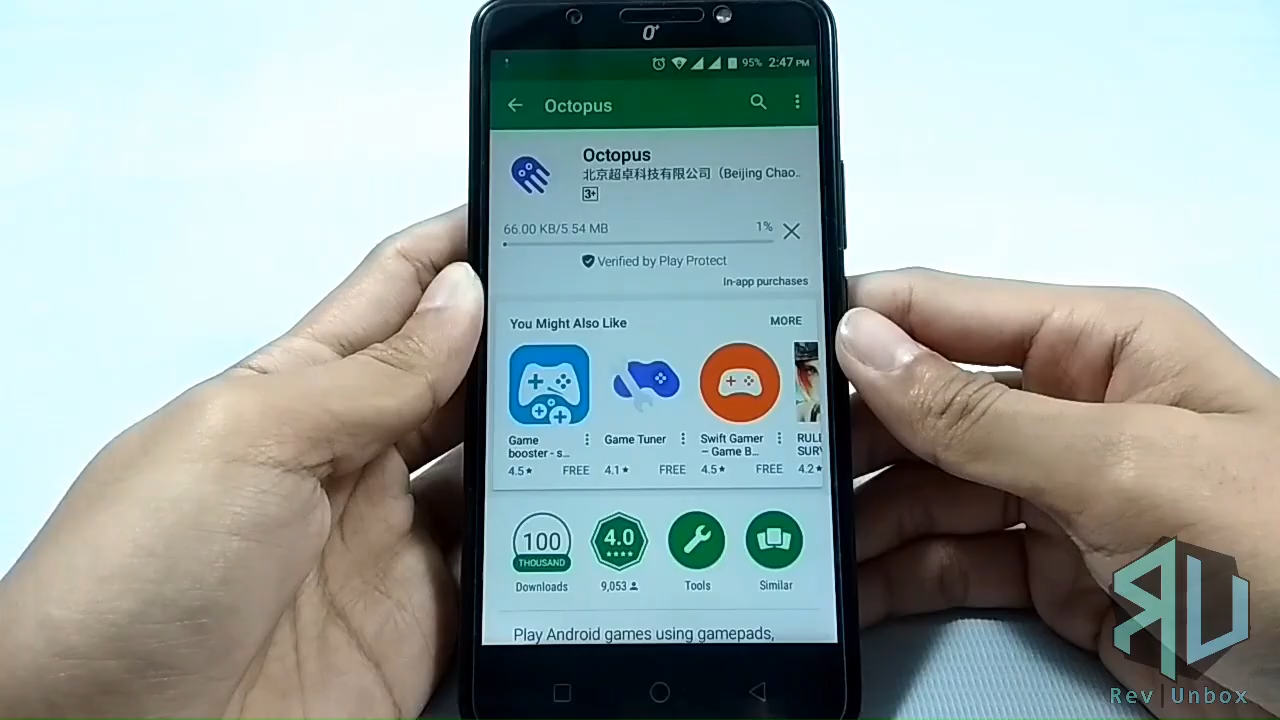 0+
95% 2:47 PM
Octopus
Octopus
北京超卓科技有限公司（Beijing Chao..
3+
66.00 KB/5.54 MB
1%
Verified by Play Protect
In-app purchases
You Might Also Like
MORE
Game
booster - s...
4.5★ FREE
Game Tuner
4.1★ FREE
Swift Gamer
– Game B...
4.5★ FREE
RULE
SURV
4.2★
100
THOUSAND
Downloads
4.0
9,053
Tools
Similar
Play Android games using gamepads,
RU
Rev|Unbox